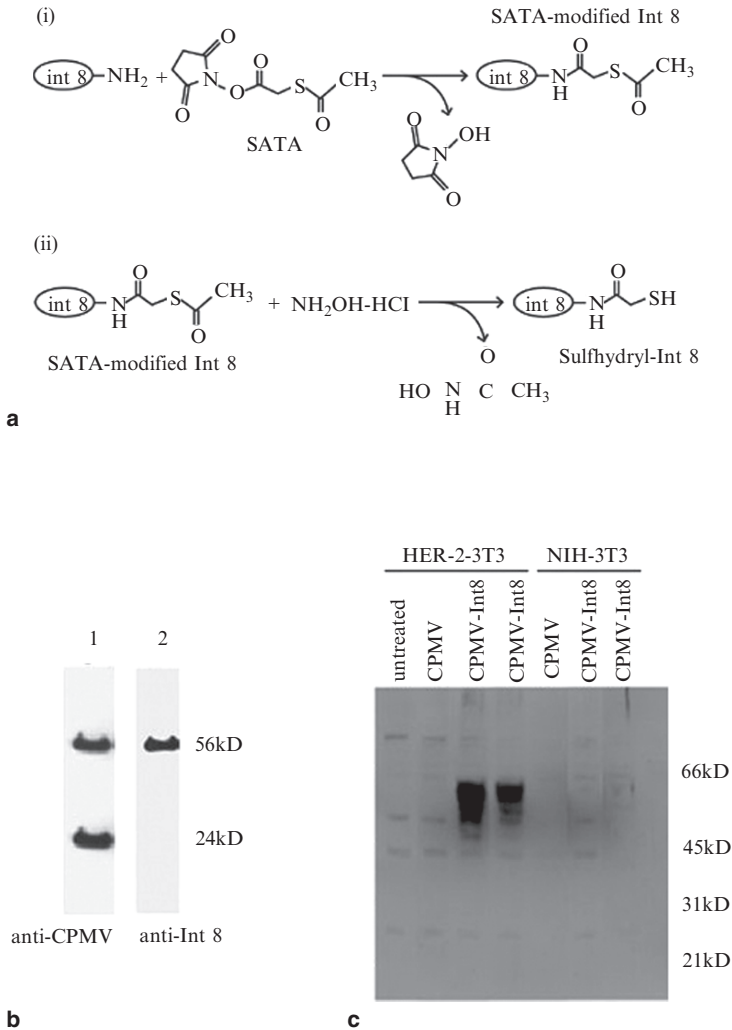 (i)
SATA-modified Int 8
int 8 NH2 + N O O O O S O CH3
SATA
int 8 N H O S O CH3
O N OH O
(ii)
int 8 N H O S O CH3 + NH2OH-HCI
SATA-modified Int 8
int 8 N H O SH
Sulfhydryl-Int 8
O
HO N H C CH3
a
HER-2-3T3 NIH-3T3
untreated
CPMV
CPMV-Int8
CPMV-Int8
CPMV
CPMV-Int8
CPMV-Int8
1 2
56kD
24kD
anti-CPMV anti-Int 8
66kD
45kD
31kD
21kD
b c